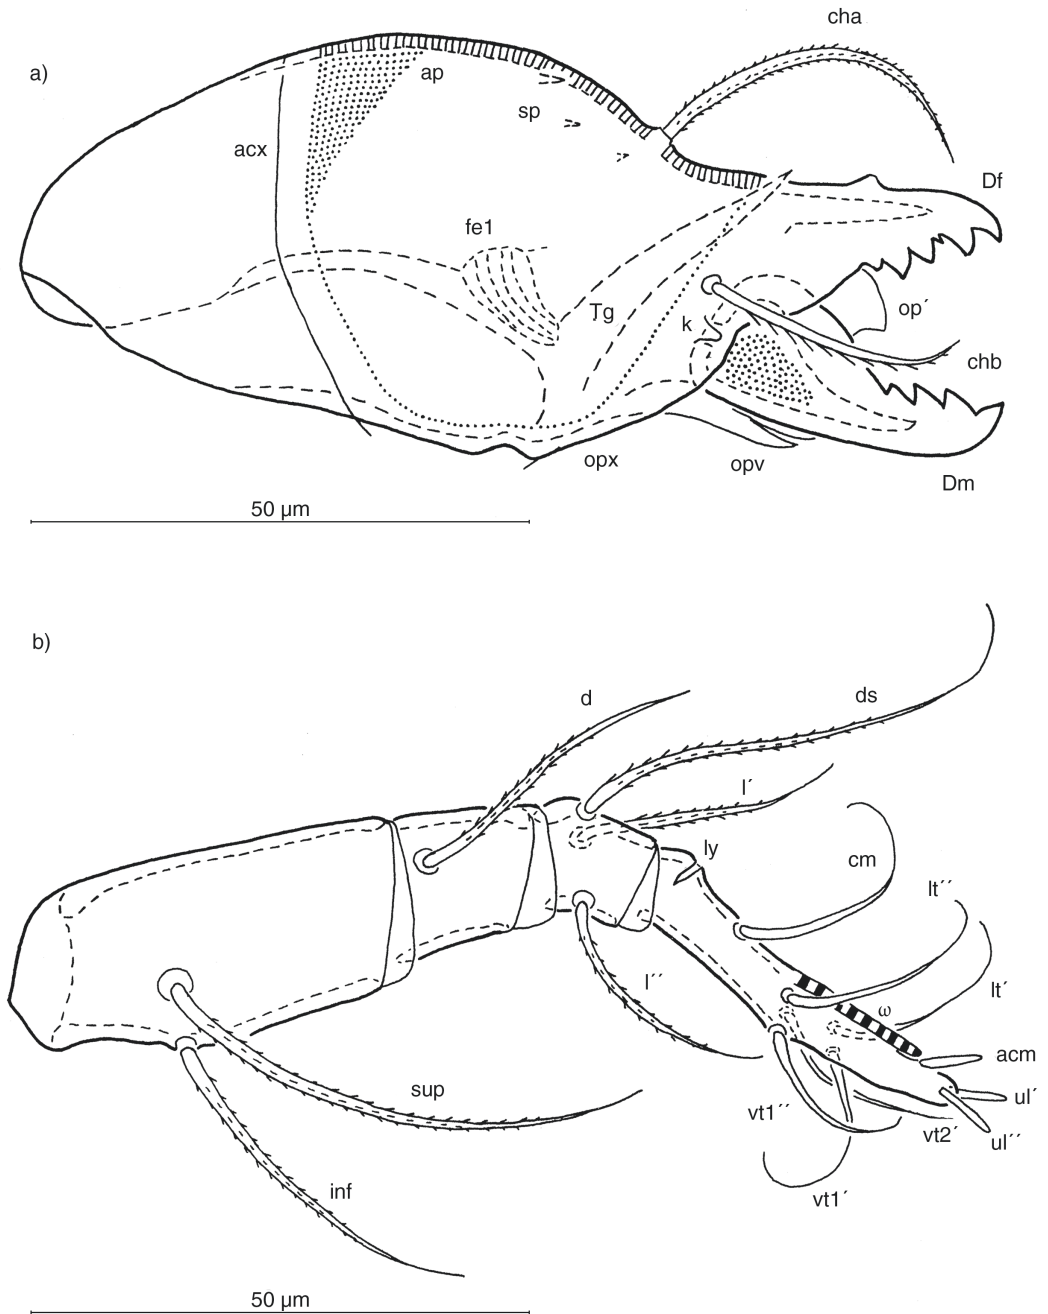 cha
a)
ap
sp
acx
Df
fe1
Tg
k
op´
chb
opx
opv
Dm
50 µm
b)
d
ds
l´
ly
cm
lt´´
l´´
lt´
ω
acm
sup
vt1´´
vt2´
ul´
ul´´
inf
vt1´
50 µm